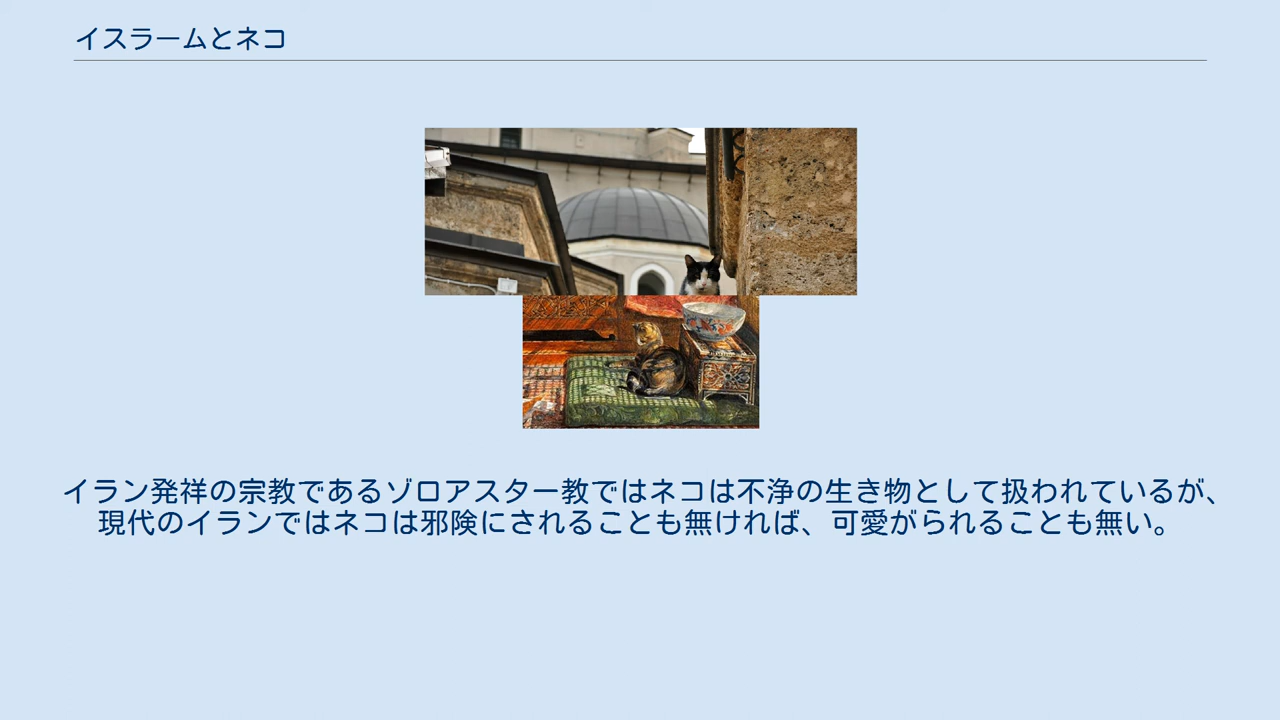 イスラームとネコ
イラン発祥の宗教であるゾロアスター教ではネコは不浄の生き物として扱われているが、
現代のイランではネコは邪険にされることも無ければ、可愛がられることも無い。